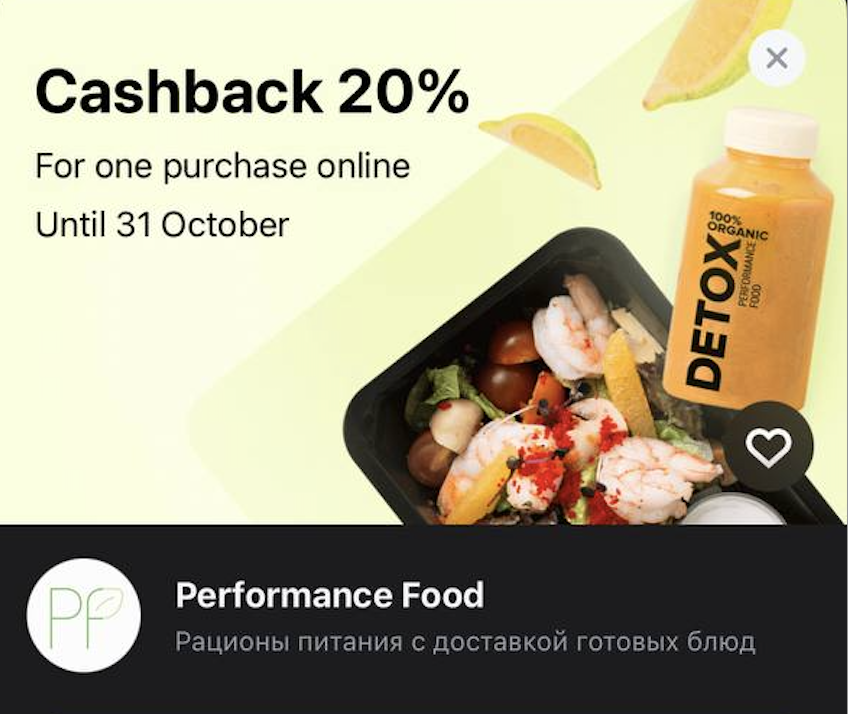 Cashback 20%
For one purchase online
Until 31 October
100%
ORGANIC
DETOX
PERFORMANCE
FOOD
PF
Performance Food
Рационы питания с доставкой готовых блюд